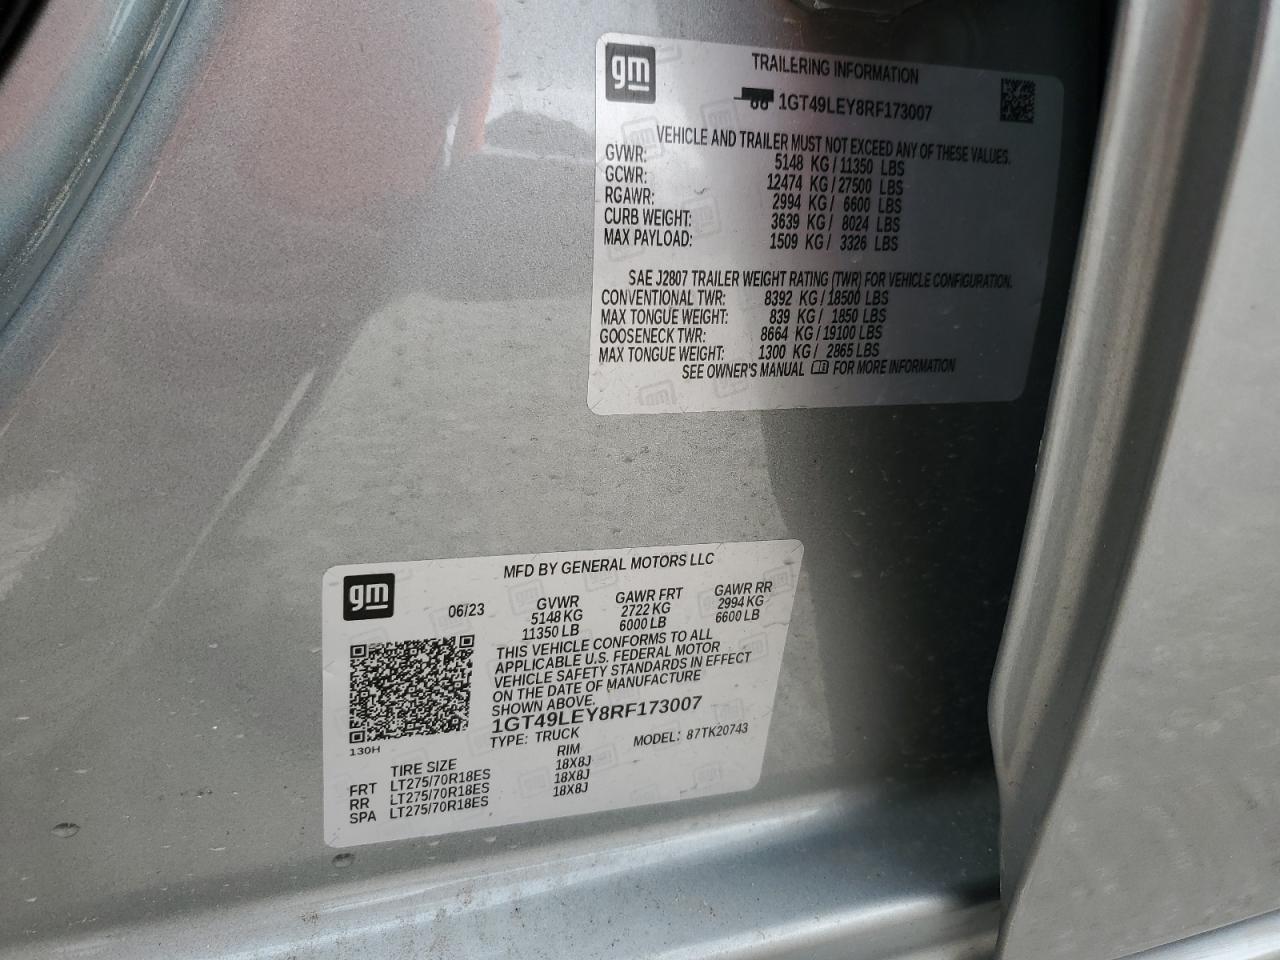 gm
TRAILERING INFORMATION
1GT49LEY8RF173007
VEHICLE AND TRAILER MUST NOT EXCEED ANY OF THESE VALUES.
GVWR: 5148 KG / 11350 LBS
GCWR: 12474 KG / 27500 LBS
RGAWR: 2994 KG / 6600 LBS
CURB WEIGHT: 3639 KG / 8024 LBS
MAX PAYLOAD: 1509 KG / 3326 LBS
SAE J2807 TRAILER WEIGHT RATING (TWR) FOR VEHICLE CONFIGURATION.
CONVENTIONAL TWR: 8392 KG / 18500 LBS
MAX TONGUE WEIGHT: 839 KG / 1850 LBS
GOOSENECK TWR: 8664 KG / 19100 LBS
MAX TONGUE WEIGHT: 1300 KG / 2865 LBS
SEE OWNER'S MANUAL FOR MORE INFORMATION
gm
MFD BY GENERAL MOTORS LLC
06/23 GVWR GAWR FRT GAWR RR
5148 KG 2722 KG 2994 KG
11350 LB 6000 LB 6600 LB
THIS VEHICLE CONFORMS TO ALL
APPLICABLE U.S. FEDERAL MOTOR
VEHICLE SAFETY STANDARDS IN EFFECT
ON THE DATE OF MANUFACTURE
SHOWN ABOVE.
1GT49LEY8RF173007
TYPE: TRUCK MODEL: 87TK20743
130H
TIRE SIZE RIM
FRT LT275/70R18ES 18X8J
RR LT275/70R18ES 18X8J
SPA LT275/70R18ES 18X8J